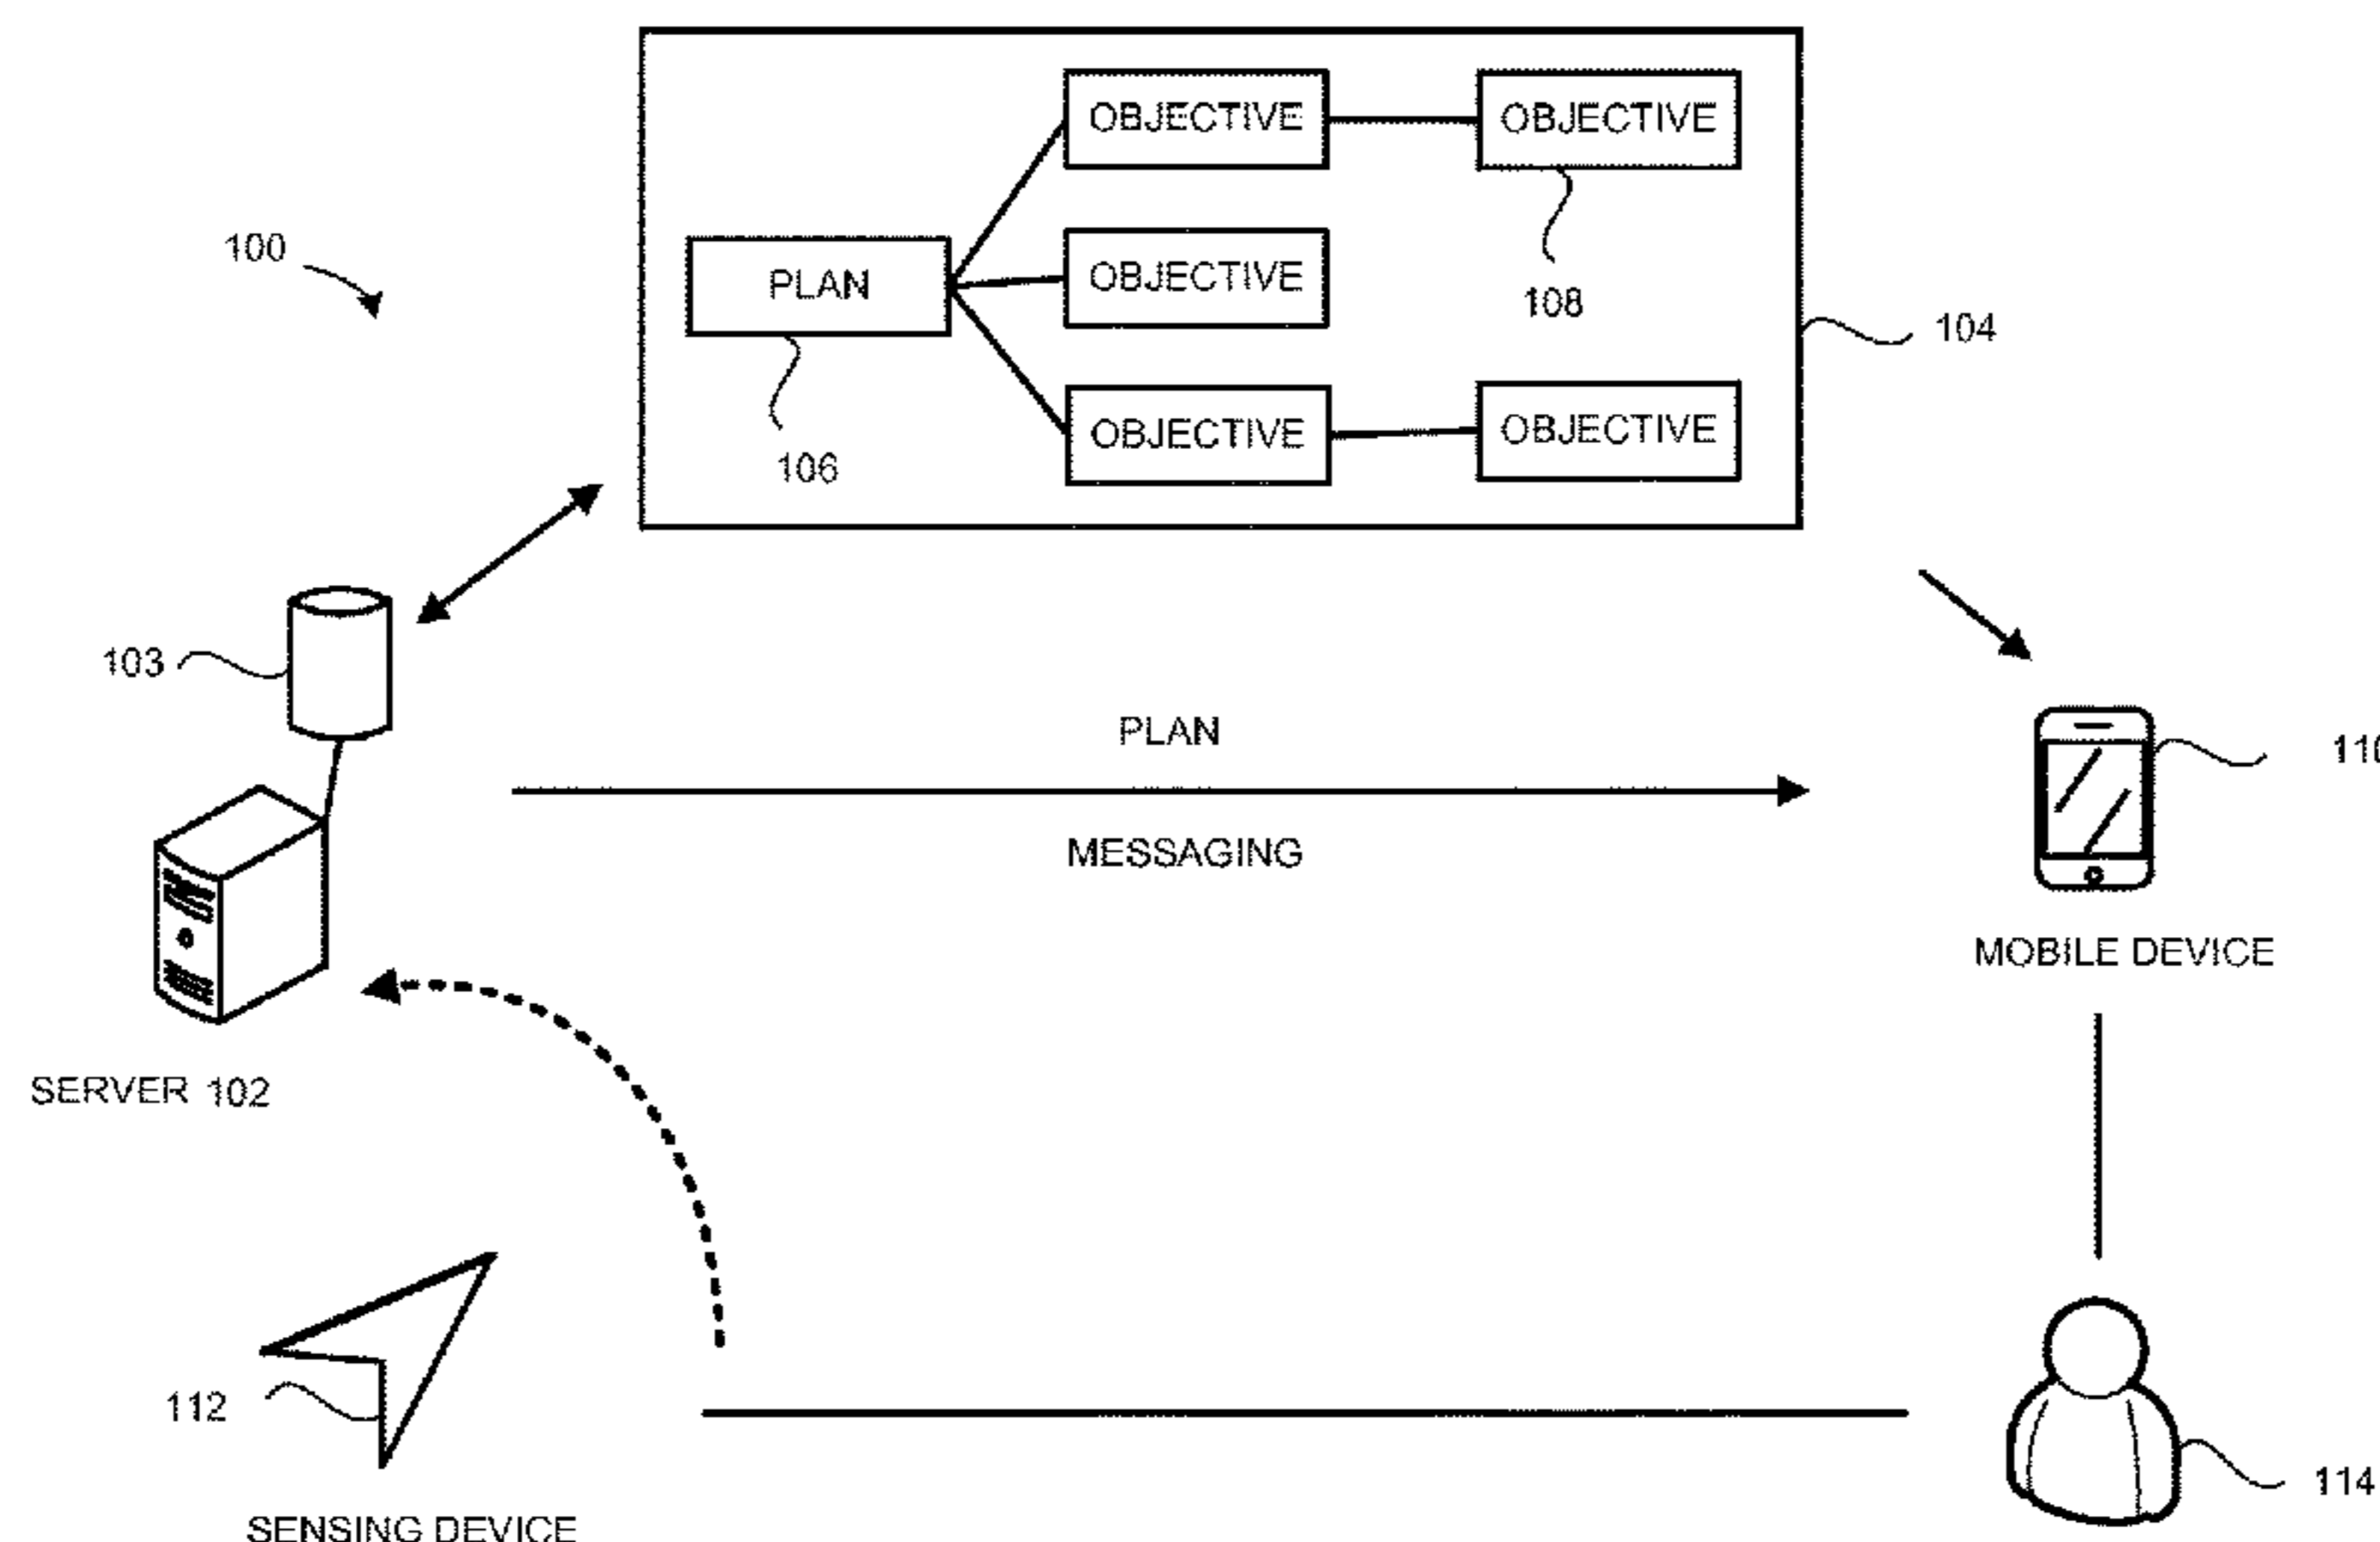 OBJECTIVE OBJECTIVE
100
PLAN
OBJECTIVE
108
104
OBJECTIVE OBJECTIVE
106
103
PLAN
110
MESSAGING
MOBILE DEVICE
SERVER 102
112
114
SENSING DEVICE